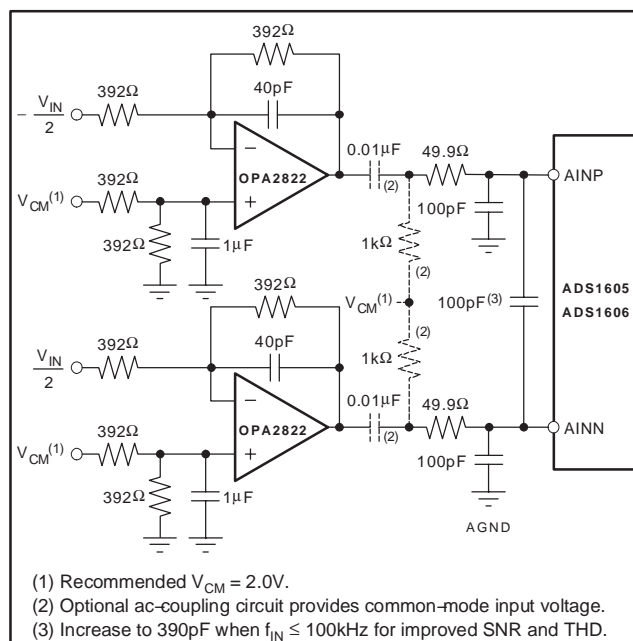 392Ω
40pF
392Ω
− V_IN/2
0.01µF
(2)
49.9Ω
OPA2822
AINP
392Ω
V_CM(1)
100pF
392Ω
1µF
1kΩ
(2)
392Ω
V_CM(1)
100pF(3)
ADS1605
ADS1606
40pF
(2)
392Ω
V_IN/2
1kΩ
0.01µF
(2)
49.9Ω
OPA2822
AINN
392Ω
V_CM(1)
100pF
392Ω
1µF
AGND
(1) Recommended V_CM = 2.0V.
(2) Optional ac-coupling circuit provides common-mode input voltage.
(3) Increase to 390pF when f_IN ≤ 100kHz for improved SNR and THD.